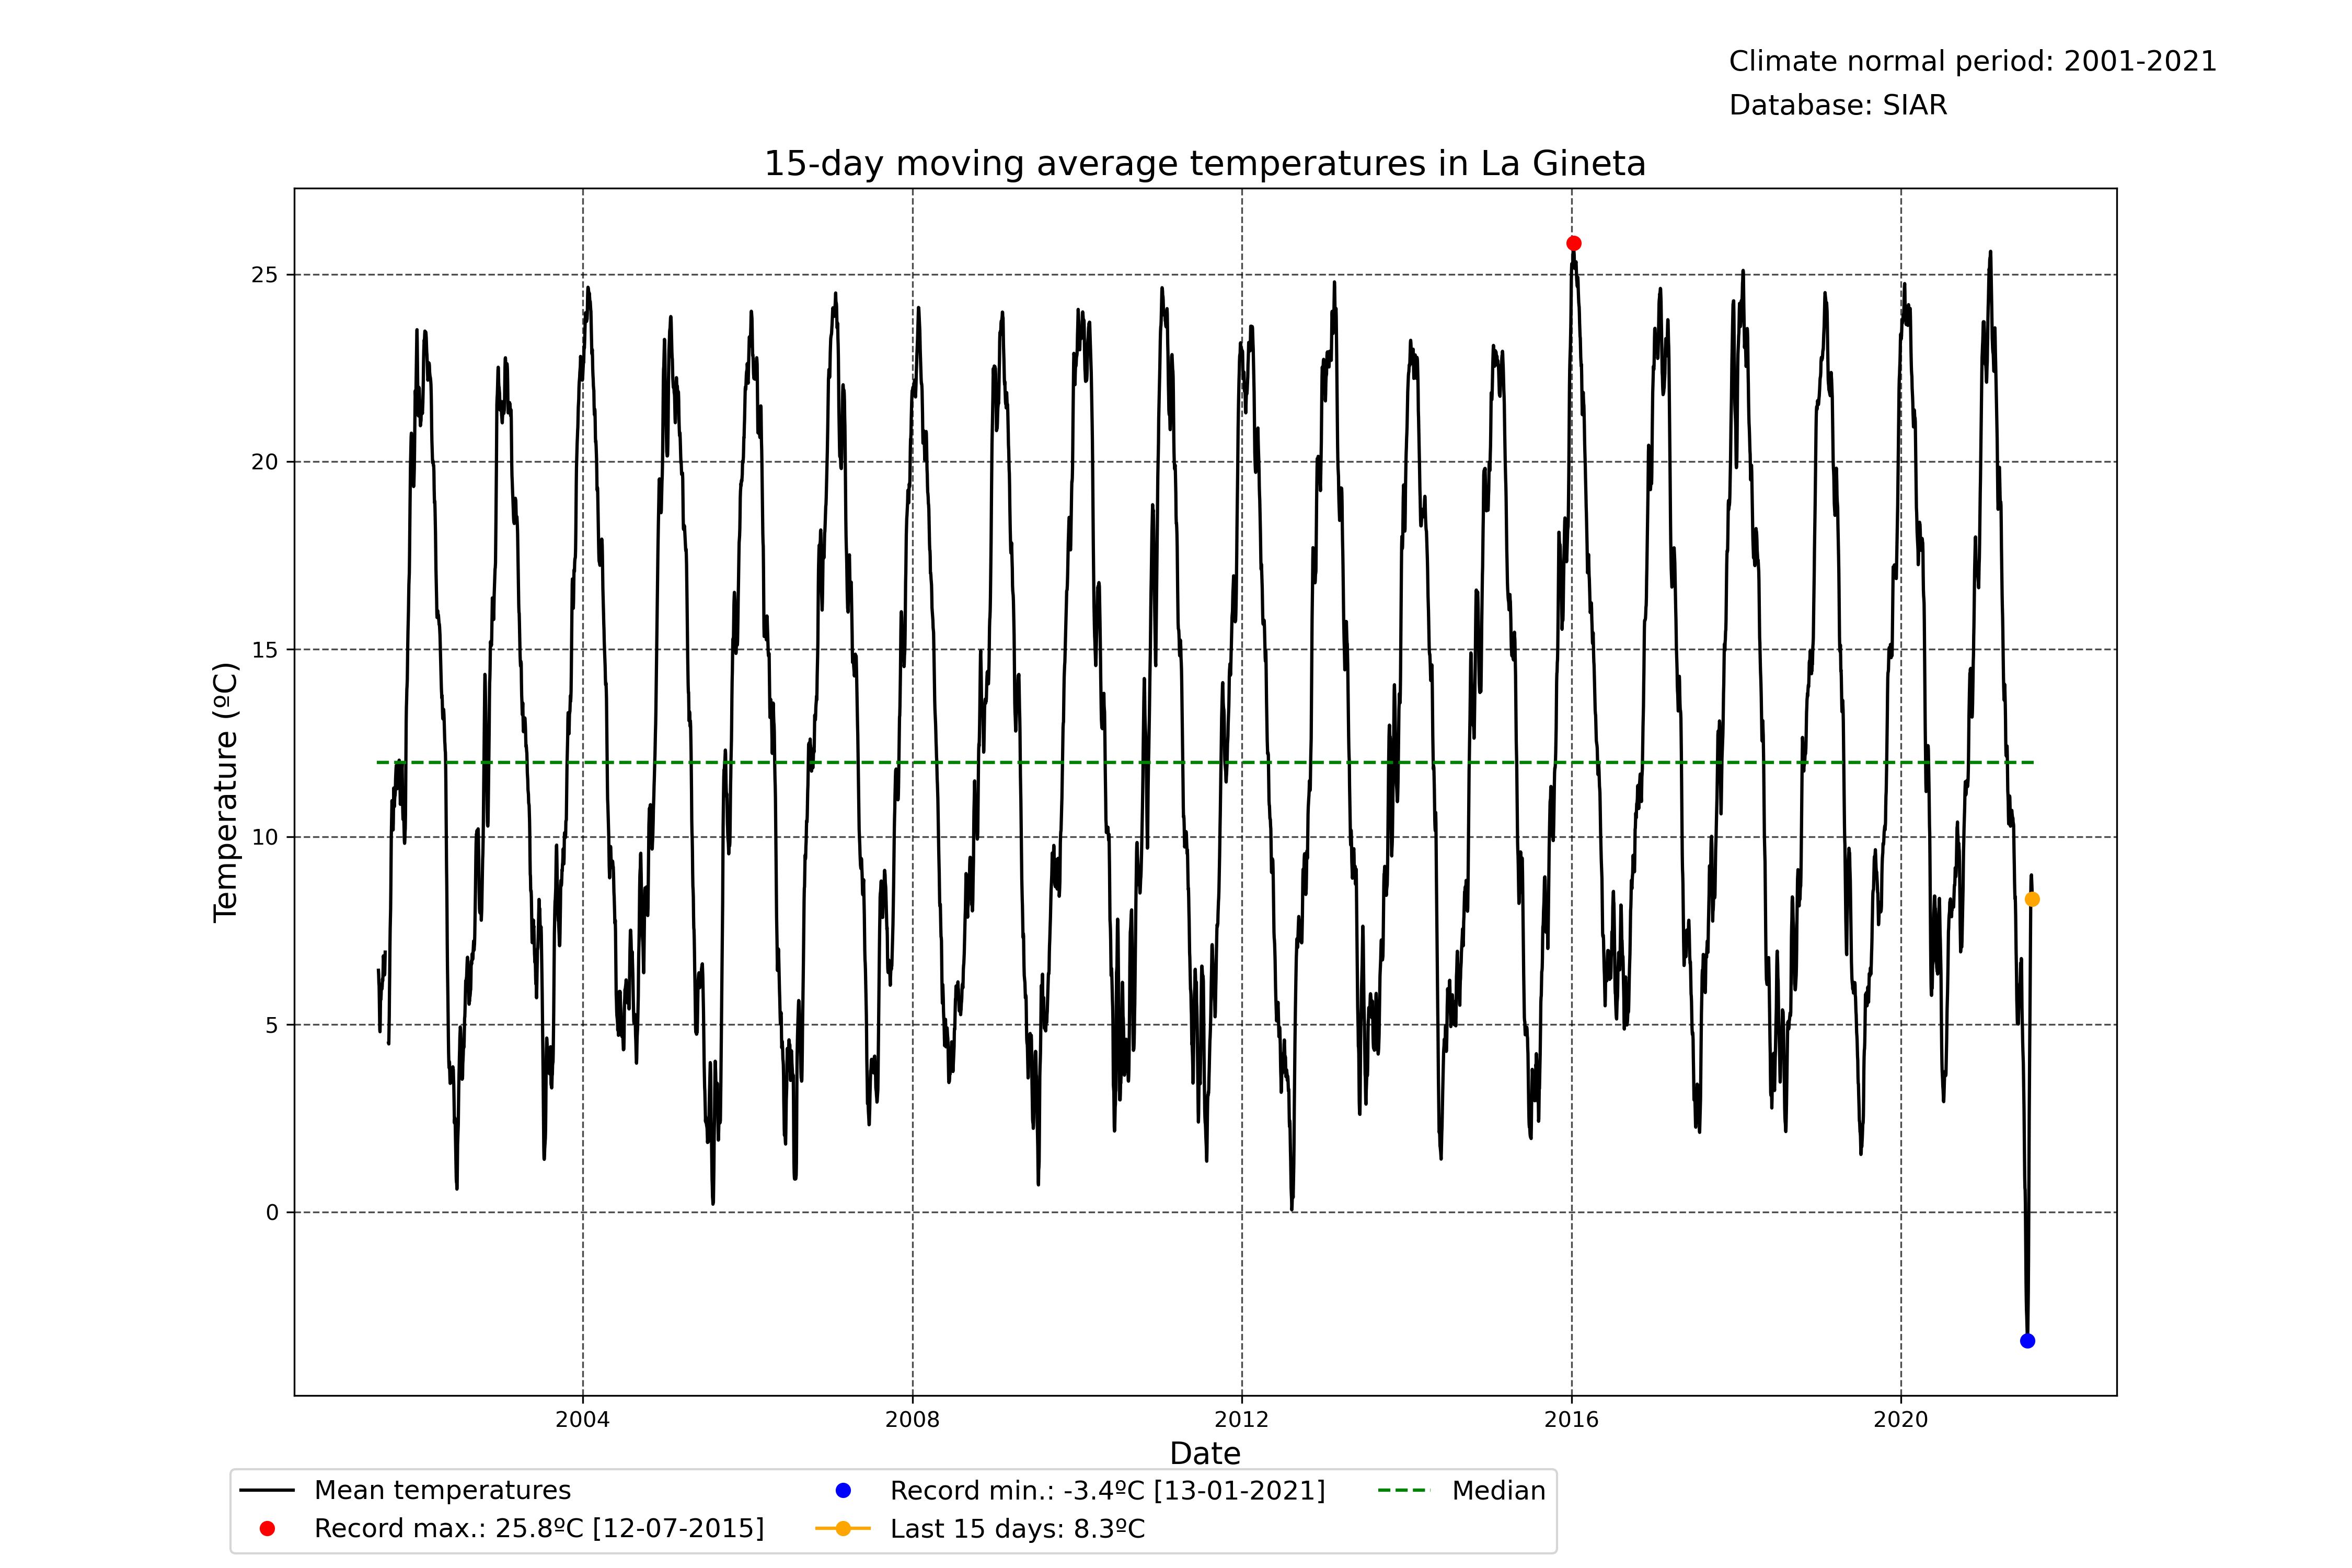 Climate normal period: 2001-2021
Database: SIAR
15-day moving average temperatures in La Gineta
25
20
15
10
5
0
Temperature (ºC)
2004
2008
2012
2016
2020
Date
Mean temperatures
Record max.: 25.8ºC [12-07-2015]
Record min.: -3.4ºC [13-01-2021]
Last 15 days: 8.3ºC
Median